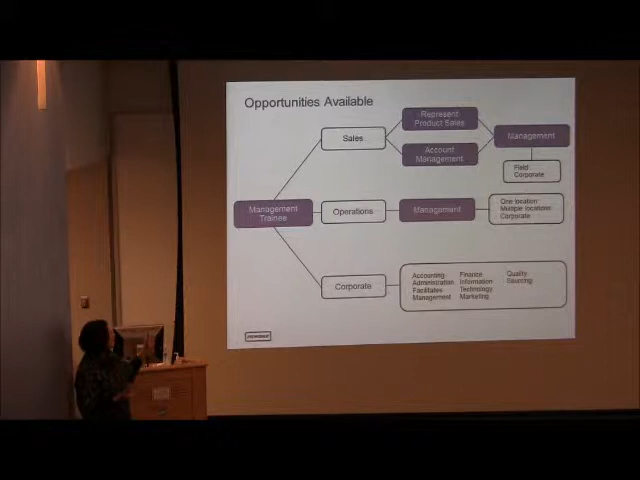 Opportunities Available
Represent
Product Sales
Sales
Management
Account
Management
Field
Corporate
Management
Trainee
Operations
Management
One location
Multiple locations
Corporate
Corporate
Accounting
Administration
Facilitates
Management
Finance
Information
Technology
Marketing
Quality
Sourcing